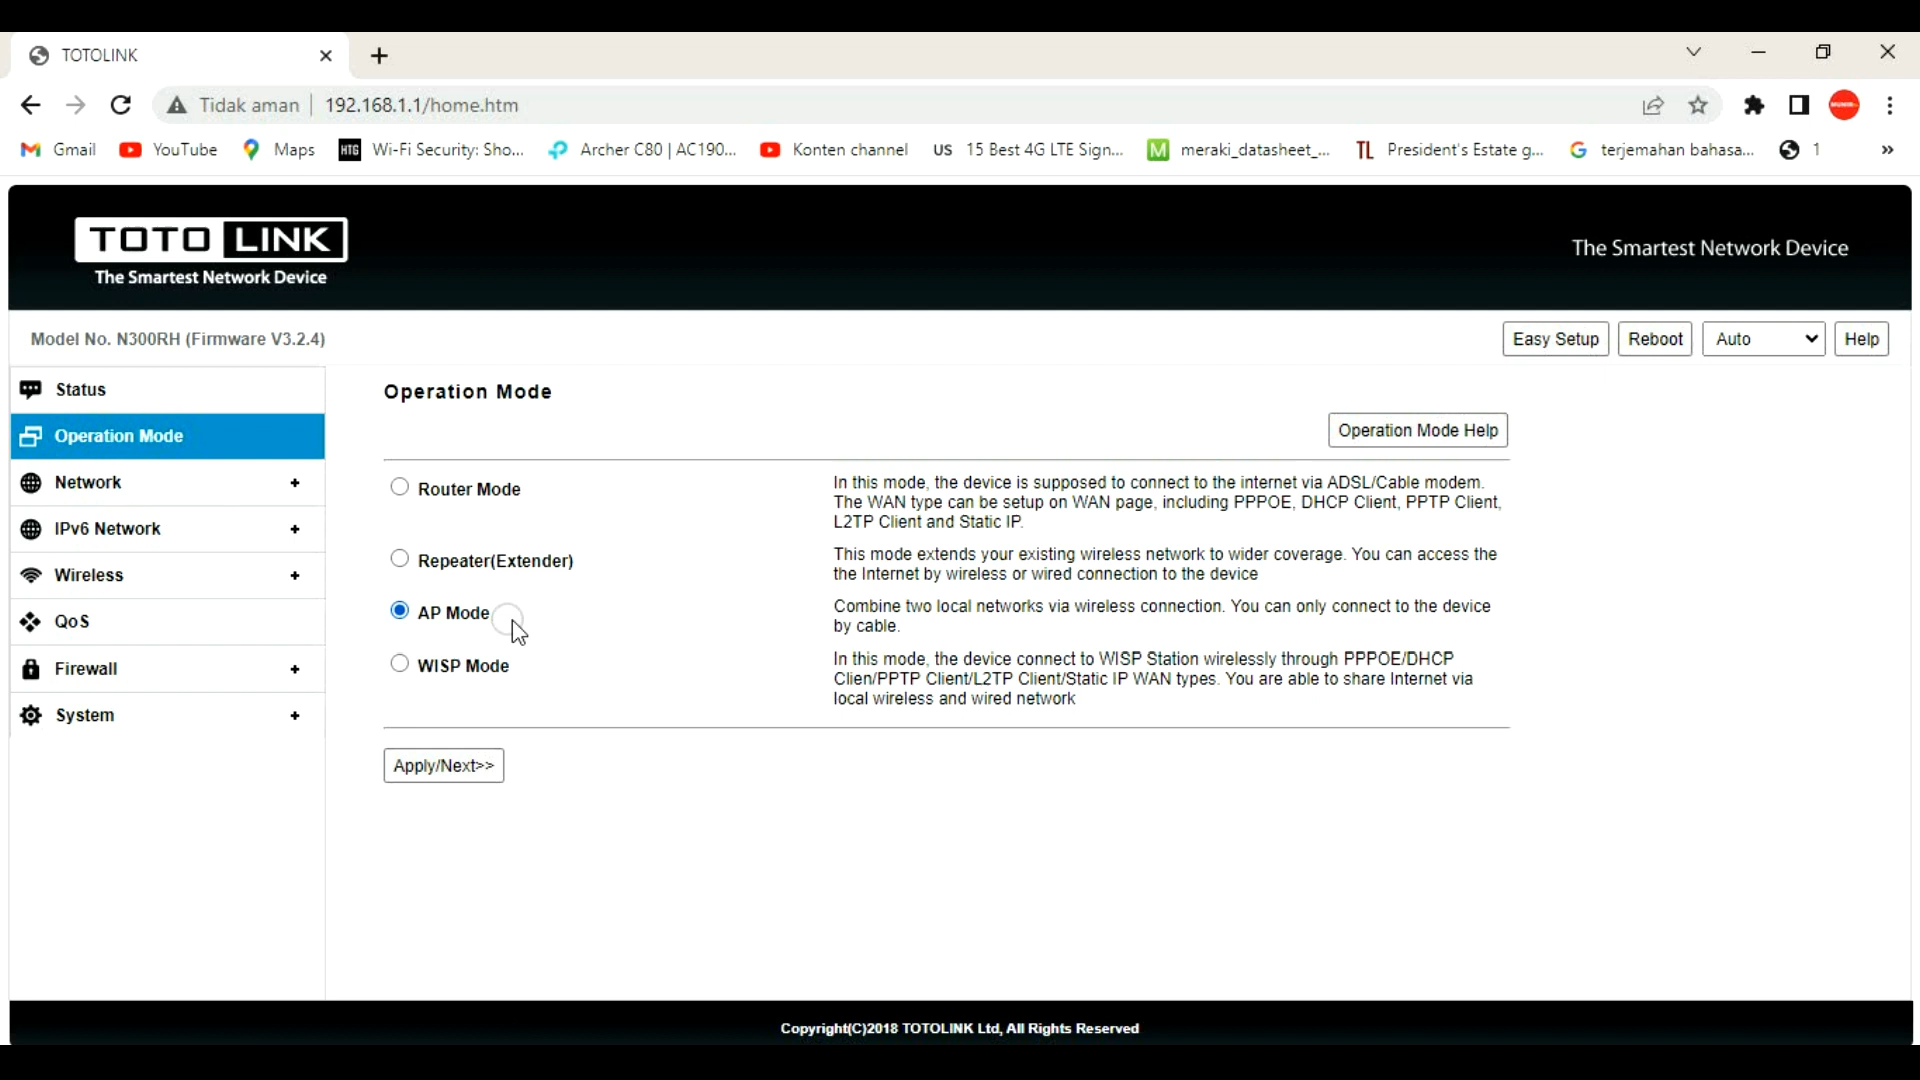 TOTOLINK
Tidak aman 192.168.1.1/home.htm
Gmail YouTube Maps HTG Wi-Fi Security: Sho... Archer C80 | AC190... Konten channel US 15 Best 4G LTE Sign... M meraki_datasheet_... TL President's Estate g... G terjemahan bahasa... 1 »
TOTO LINK
The Smartest Network Device
The Smartest Network Device
Model No. N300RH (Firmware V3.2.4)
Easy Setup Reboot Auto Help
Status
Operation Mode
Network +
IPv6 Network +
Wireless +
QoS
Firewall +
System +
Operation Mode
Operation Mode Help
Router Mode
In this mode, the device is supposed to connect to the internet via ADSL/Cable modem.
The WAN type can be setup on WAN page, including PPPOE, DHCP Client, PPTP Client,
L2TP Client and Static IP.
Repeater(Extender)
This mode extends your existing wireless network to wider coverage. You can access the
the Internet by wireless or wired connection to the device
AP Mode
Combine two local networks via wireless connection. You can only connect to the device
by cable.
WISP Mode
In this mode, the device connect to WISP Station wirelessly through PPPOE/DHCP
Clien/PPTP Client/L2TP Client/Static IP WAN types. You are able to share Internet via
local wireless and wired network
Apply/Next>>
Copyright(C)2018 TOTOLINK Ltd, All Rights Reserved